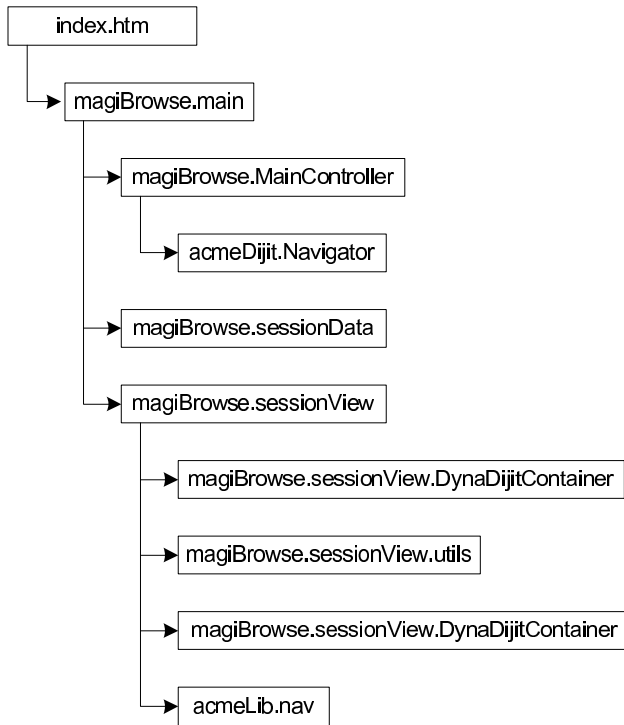 index.htm
magiBrowse.main
magiBrowse.MainController
acmeDijit.Navigator
magiBrowse.sessionData
magiBrowse.sessionView
magiBrowse.sessionView.DynaDijitContainer
magiBrowse.sessionView.utils
magiBrowse.sessionView.DynaDijitContainer
acmeLib.nav